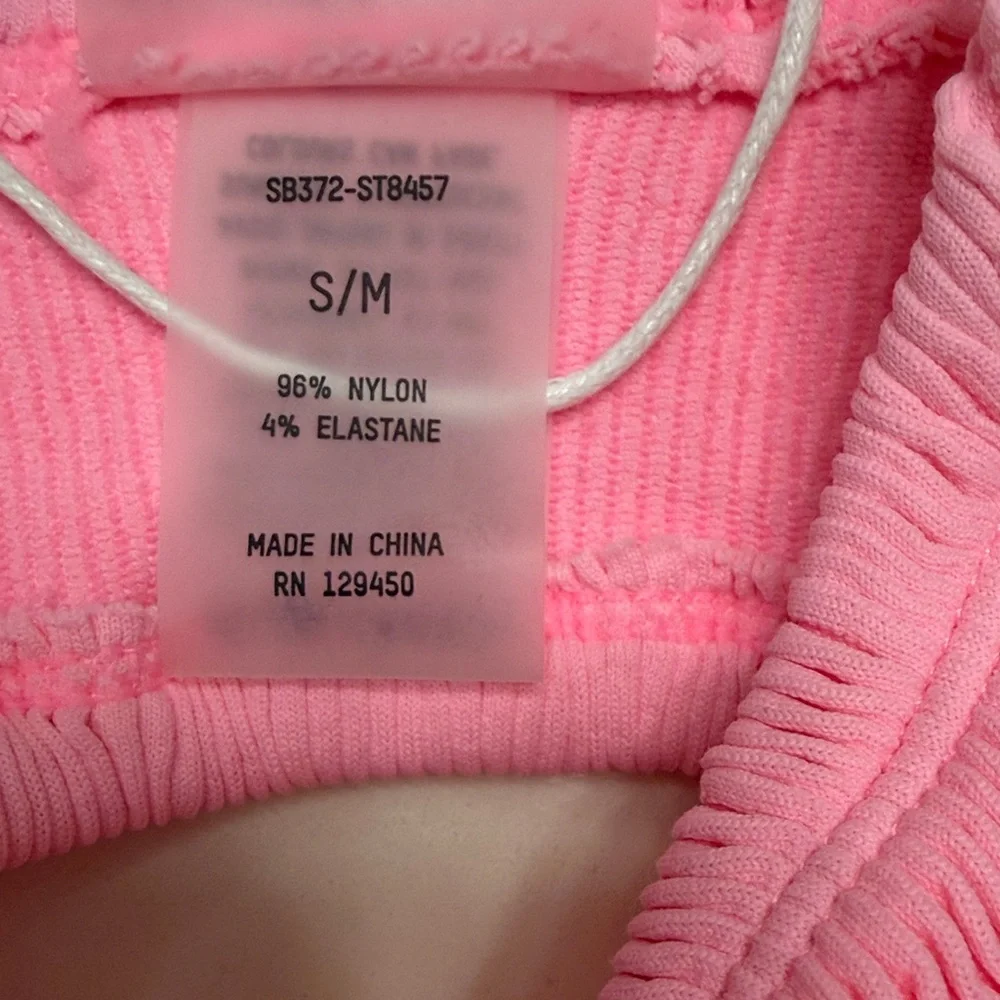 SB372-ST8457
S/M
96% NYLON
4% ELASTANE
MADE IN CHINA
RN 129450